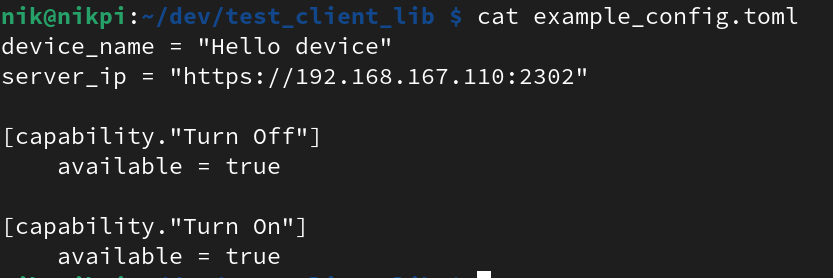 nik@nikpi:~/dev/test_client_lib $ cat example_config.toml
device_name = "Hello device"
server_ip = "https://192.168.167.110:2302"
[capability."Turn Off"]
available = true
[capability."Turn On"]
available = true